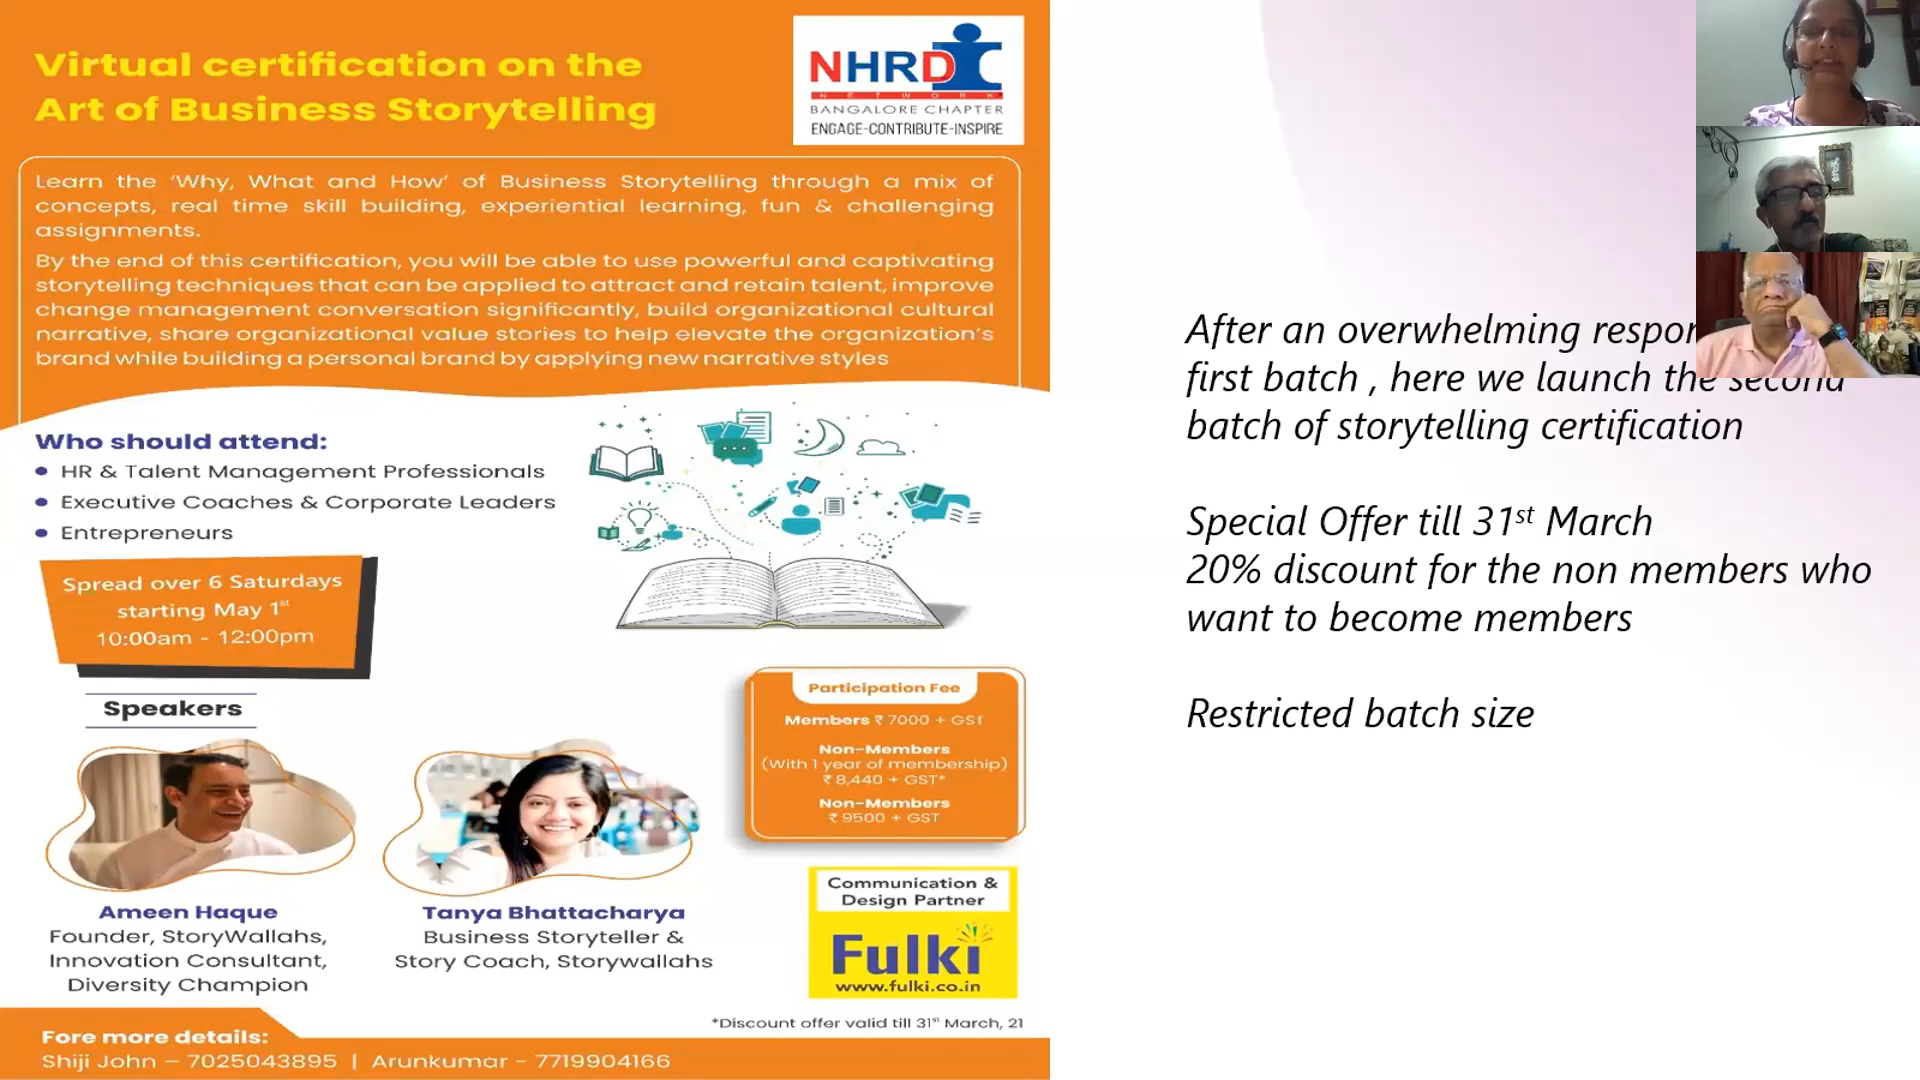 Virtual certification on the
Art of Business Storytelling
NHRD
NETWORK
BANGALORE CHAPTER
ENGAGE-CONTRIBUTE-INSPIRE
Learn the ‘Why, What and How’ of Business Storytelling through a mix of
concepts, real time skill building, experiential learning, fun & challenging
assignments.
By the end of this certification, you will be able to use powerful and captivating
storytelling techniques that can be applied to attract and retain talent, improve
change management conversation significantly, build organizational cultural
narrative, share organizational value stories to help elevate the organization’s
brand while building a personal brand by applying new narrative styles
Who should attend:
• HR & Talent Management Professionals
• Executive Coaches & Corporate Leaders
• Entrepreneurs
Spread over 6 Saturdays
starting May 1st
10:00am - 12:00pm
Speakers
Ameen Haque
Founder, StoryWallahs,
Innovation Consultant,
Diversity Champion
Tanya Bhattacharya
Business Storyteller &
Story Coach, Storywallahs
Participation Fee
Members ₹ 7000 + GST
Non-Members
(With 1 year of membership)
₹ 8,440 + GST*
Non-Members
₹ 9500 + GST
Communication &
Design Partner
Fulki
www.fulki.co.in
*Discount offer valid till 31st March, 21
Fore more details:
Shiji John – 7025043895 | Arunkumar - 7719904166
After an overwhelming
first batch , here we launch the second
batch of storytelling certification
Special Offer till 31st March
20% discount for the non members who
want to become members
Restricted batch size